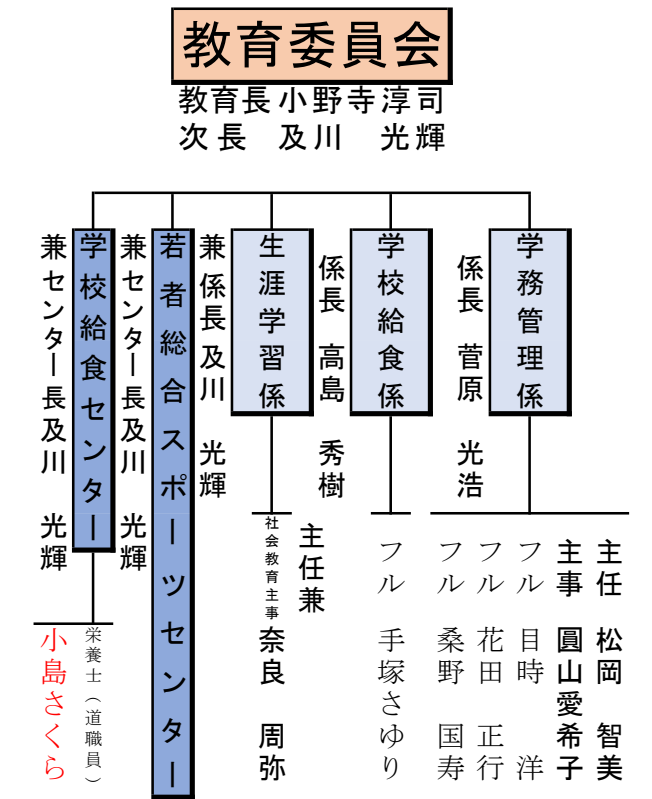 教育委員会
教育長 小野寺淳司
次長 及川 光輝
学務管理係
係長 菅原 光浩
主任 松岡 智美
主事 圓山愛希子
フル 目時 洋
フル 花田 正行
フル 桑野 国寿
学校給食係
係長 高島 秀樹
フル 手塚さゆり
生涯学習係
兼係長 及川 光輝
主任兼
社会教育主事 奈良 周弥
若者総合スポーツセンター
兼センター長及川 光輝
学校給食センター
兼センター長及川 光輝
栄養士(道職員)
小島さくら